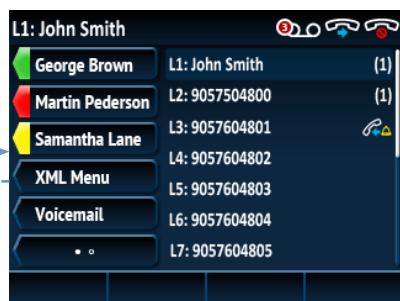 L1: John Smith 3
George Brown L1: John Smith (1)
Martin Pederson L2: 9057504800 (1)
Samantha Lane L3: 9057604801
XML Menu L4: 9057604802
L5: 9057604803
Voicemail L6: 9057604804
L7: 9057604805